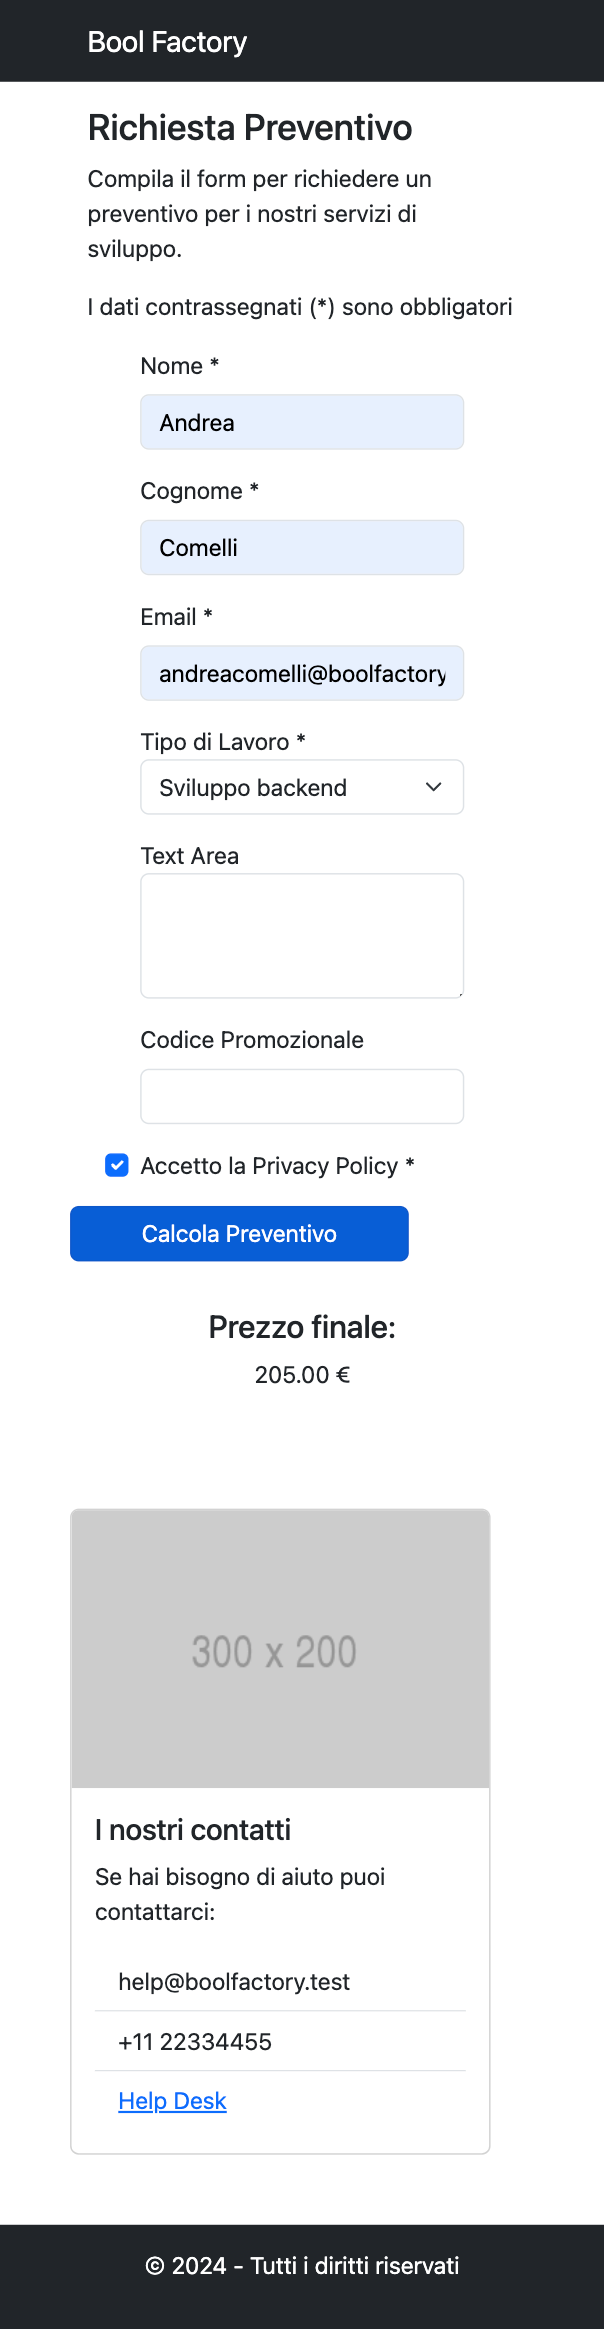 Bool Factory
Richiesta Preventivo
Compila il form per richiedere un
preventivo per i nostri servizi di
sviluppo.
I dati contrassegnati (*) sono obbligatori
Nome *
Andrea
Cognome *
Comelli
Email *
andreacomelli@boolfactory
Tipo di Lavoro *
Sviluppo backend
Text Area
Codice Promozionale
Accetto la Privacy Policy *
Calcola Preventivo
Prezzo finale:
205.00 €
300 x 200
I nostri contatti
Se hai bisogno di aiuto puoi
contattarci:
help@boolfactory.test
+11 22334455
Help Desk
© 2024 - Tutti i diritti riservati